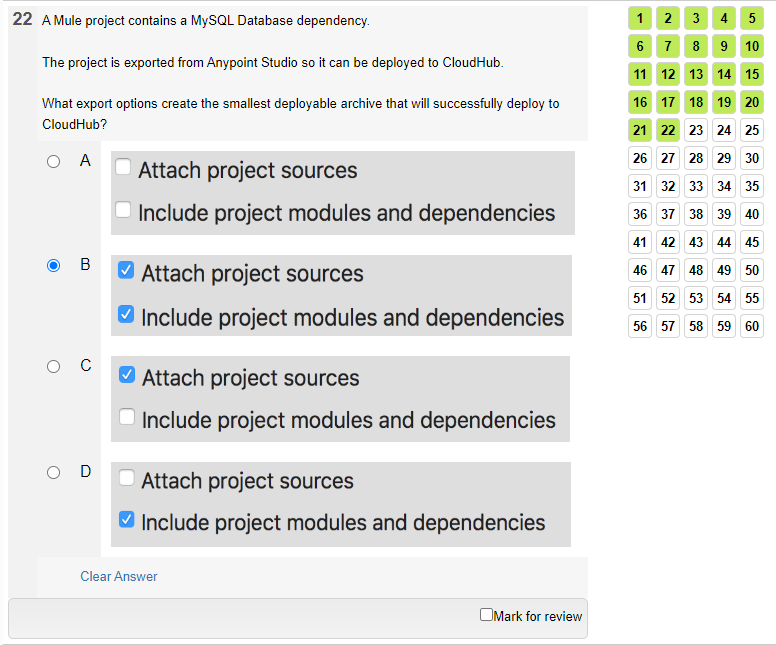 22 A Mule project contains a MySQL Database dependency.
The project is exported from Anypoint Studio so it can be deployed to CloudHub.
What export options create the smallest deployable archive that will successfully deploy to
CloudHub?
A
Attach project sources
Include project modules and dependencies
B
Attach project sources
Include project modules and dependencies
C
Attach project sources
Include project modules and dependencies
D
Attach project sources
Include project modules and dependencies
Clear Answer
Mark for review
1 2 3 4 5
6 7 8 9 10
11 12 13 14 15
16 17 18 19 20
21 22 23 24 25
26 27 28 29 30
31 32 33 34 35
36 37 38 39 40
41 42 43 44 45
46 47 48 49 50
51 52 53 54 55
56 57 58 59 60